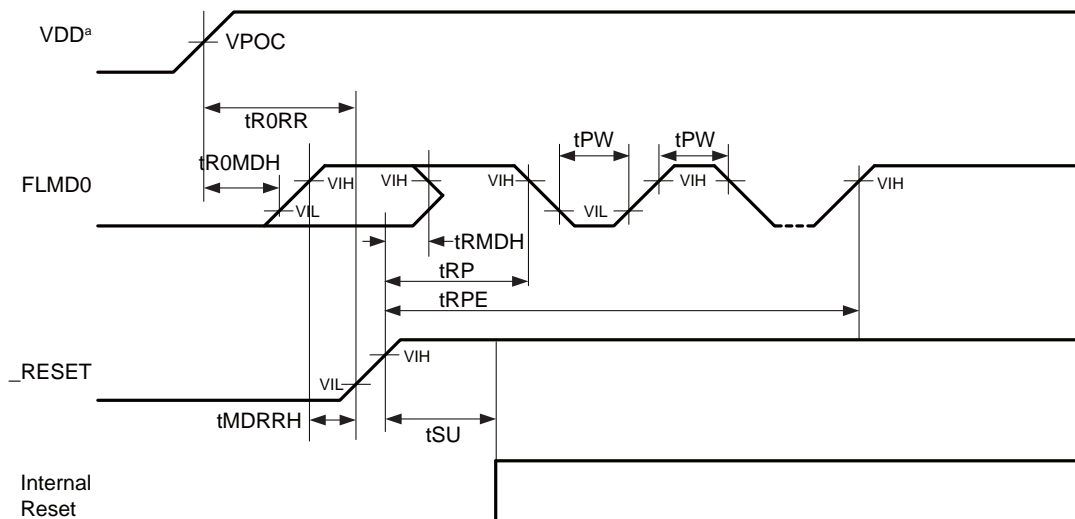 VDDª
VPOC
tR0RR
tR0MDH
tPW
tPW
FLMD0
VIH
VIH
VIH
VIH
VIH
VIL
VIL
tRMDH
tRP
tRPE
_RESET
VIH
VIL
tMDRRH
tSU
Internal
Reset